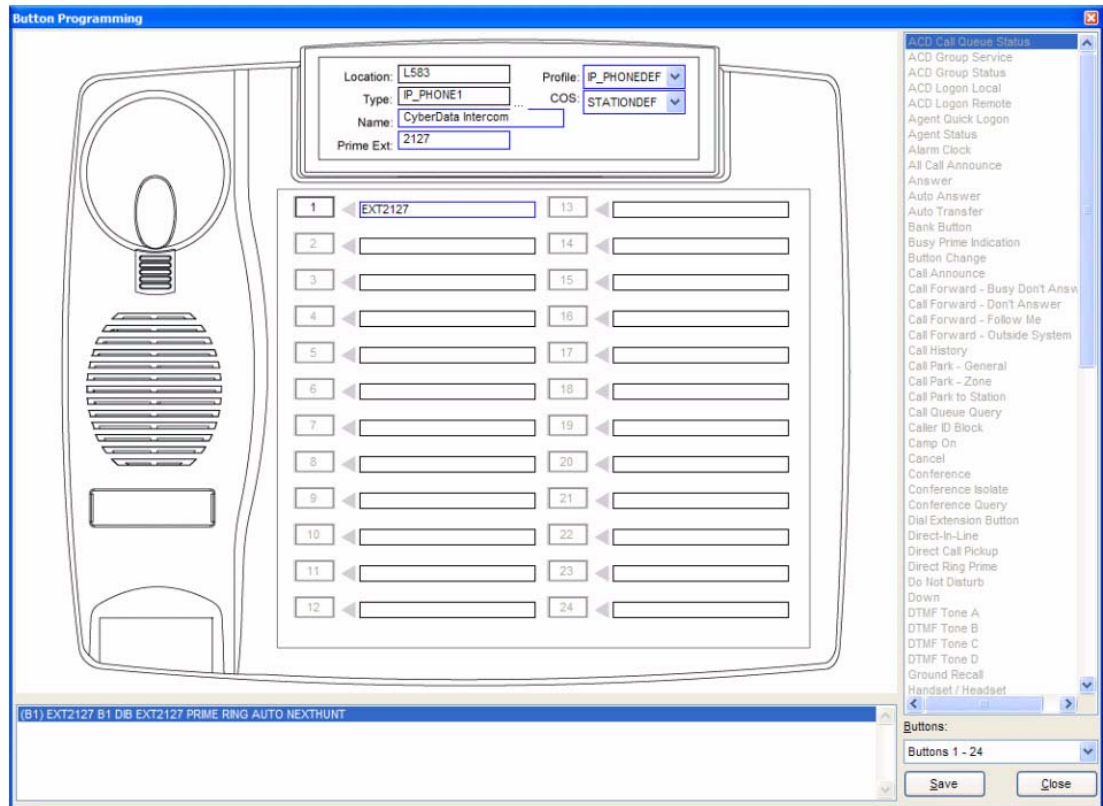 Button Programming
Location: L583 Profile: IP_PHONEDEF
Type: IP_PHONE1 ... COS: STATIONDEF
Name: CyberData Intercom
Prime Ext: 2127
1 EXT2127 13
2 14
3 15
4 16
5 17
6 18
7 19
8 20
9 21
10 22
11 23
12 24
(B1) EXT2127 B1 DIB EXT2127 PRIME RING AUTO NEXTHUNT
ACD Call Queue Status
ACD Group Service
ACD Group Status
ACD Logon Local
ACD Logon Remote
Agent Quick Logon
Agent Status
Alarm Clock
All Call Announce
Answer
Auto Answer
Auto Transfer
Bank Button
Busy Prime Indication
Button Change
Call Announce
Call Forward - Busy Don't Answ
Call Forward - Don't Answer
Call Forward - Follow Me
Call Forward - Outside System
Call History
Call Park - General
Call Park - Zone
Call Park to Station
Call Queue Query
Caller ID Block
Camp On
Cancel
Conference
Conference Isolate
Conference Query
Dial Extension Button
Direct-In-Line
Direct Call Pickup
Direct Ring Prime
Do Not Disturb
Down
DTMF Tone A
DTMF Tone B
DTMF Tone C
DTMF Tone D
Ground Recall
Handset / Headset
Buttons:
Buttons 1 - 24
Save Close